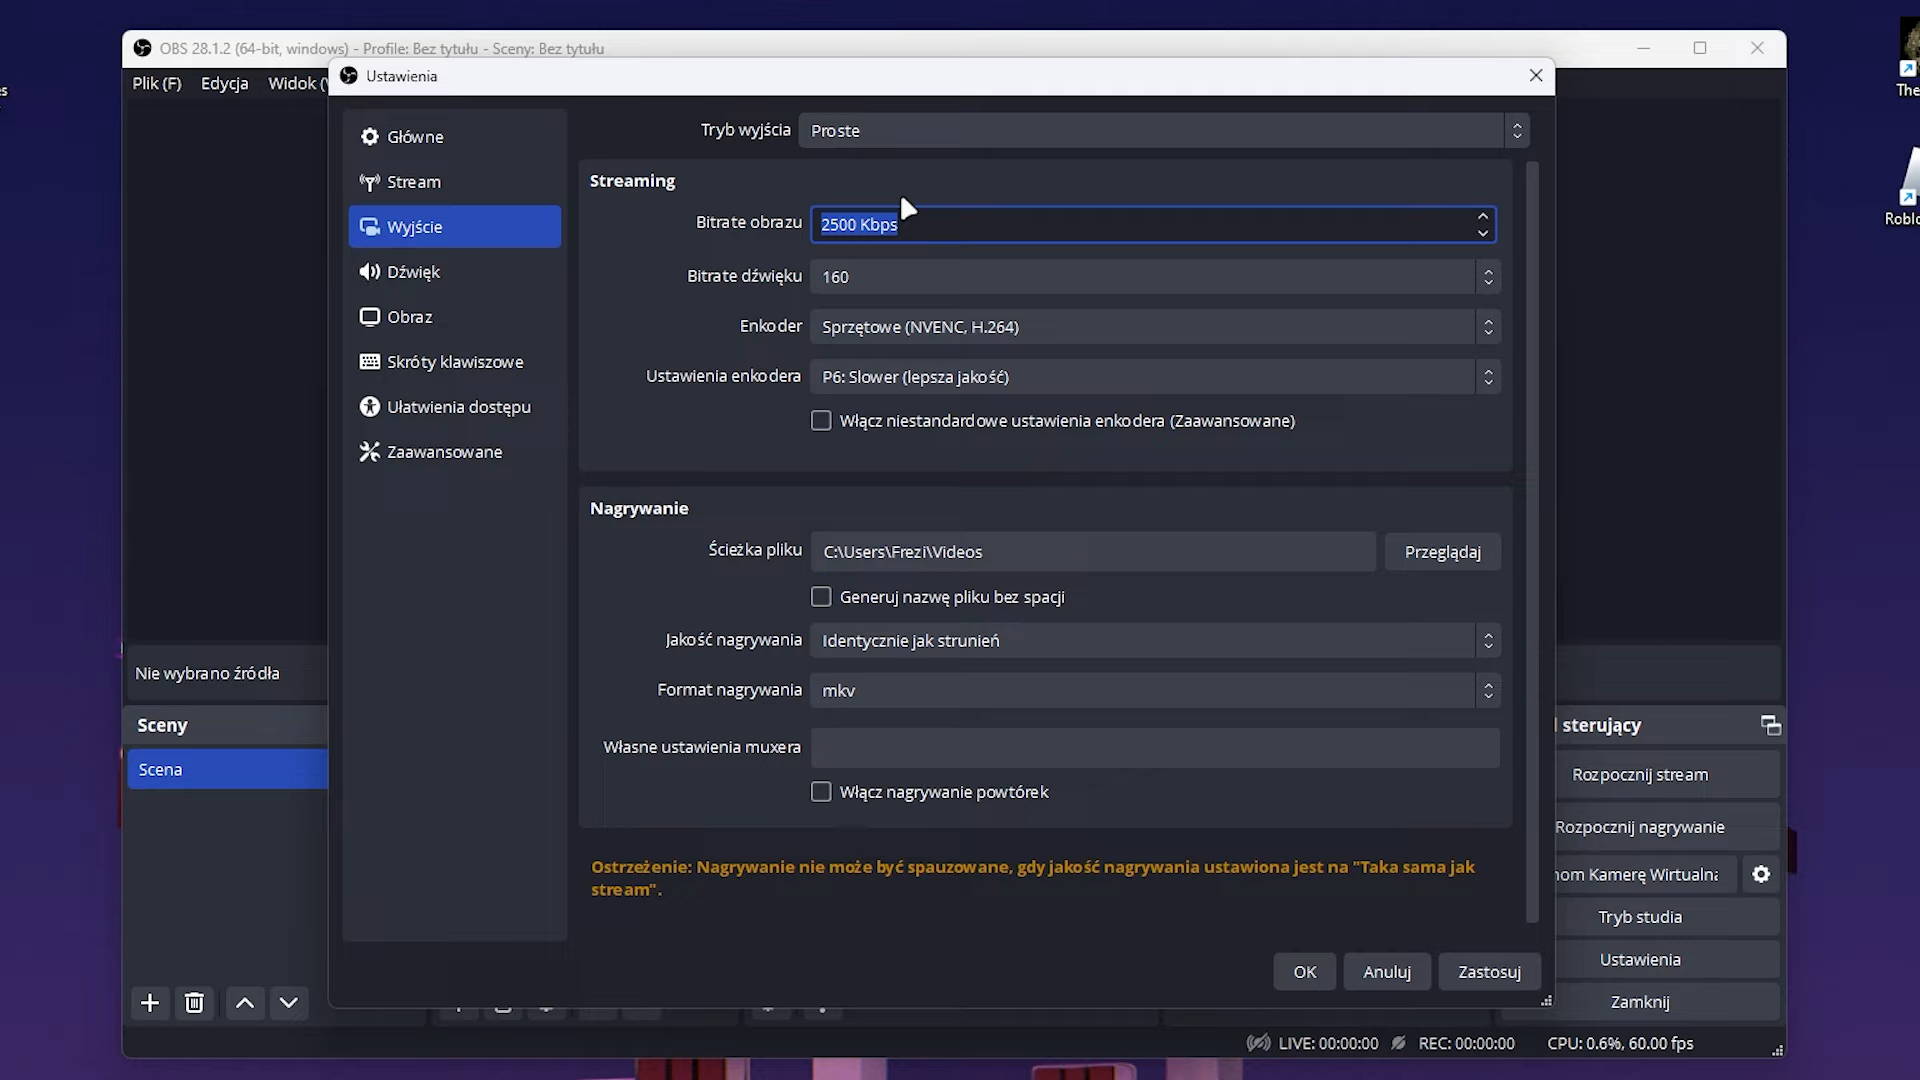 OBS 28.1.2 (64-bit, windows) - Profile: Bez tytułu - Sceny: Bez tytułu
Plik (F) Edycja Widok (
Ustawienia
Główne
Stream
Wyjście
Dźwięk
Obraz
Skróty klawiszowe
Ułatwienia dostępu
Zaawansowane
Tryb wyjścia Proste
Streaming
Bitrate obrazu 2500 Kbps
Bitrate dźwięku 160
Enkoder Sprzętowe (NVENC, H.264)
Ustawienia enkodera P6: Slower (lepsza jakość)
Włącz niestandardowe ustawienia enkodera (Zaawansowane)
Nagrywanie
Ścieżka pliku C:\Users\Frezi\Videos Przeglądaj
Generuj nazwę pliku bez spacji
Jakość nagrywania Identycznie jak strunień
Format nagrywania mkv
Własne ustawienia muxera
Włącz nagrywanie powtórek
Ostrzeżenie: Nagrywanie nie może być spauzowane, gdy jakość nagrywania ustawiona jest na "Taka sama jak
stream".
OK Anuluj Zastosuj
Nie wybrano źródła
Sceny
Scena
l sterujący
Rozpocznij stream
Rozpocznij nagrywanie
hom Kamerę Wirtualną
Tryb studia
Ustawienia
Zamknij
LIVE: 00:00:00 REC: 00:00:00 CPU: 0.6%, 60.00 fps
es
The
Roblo